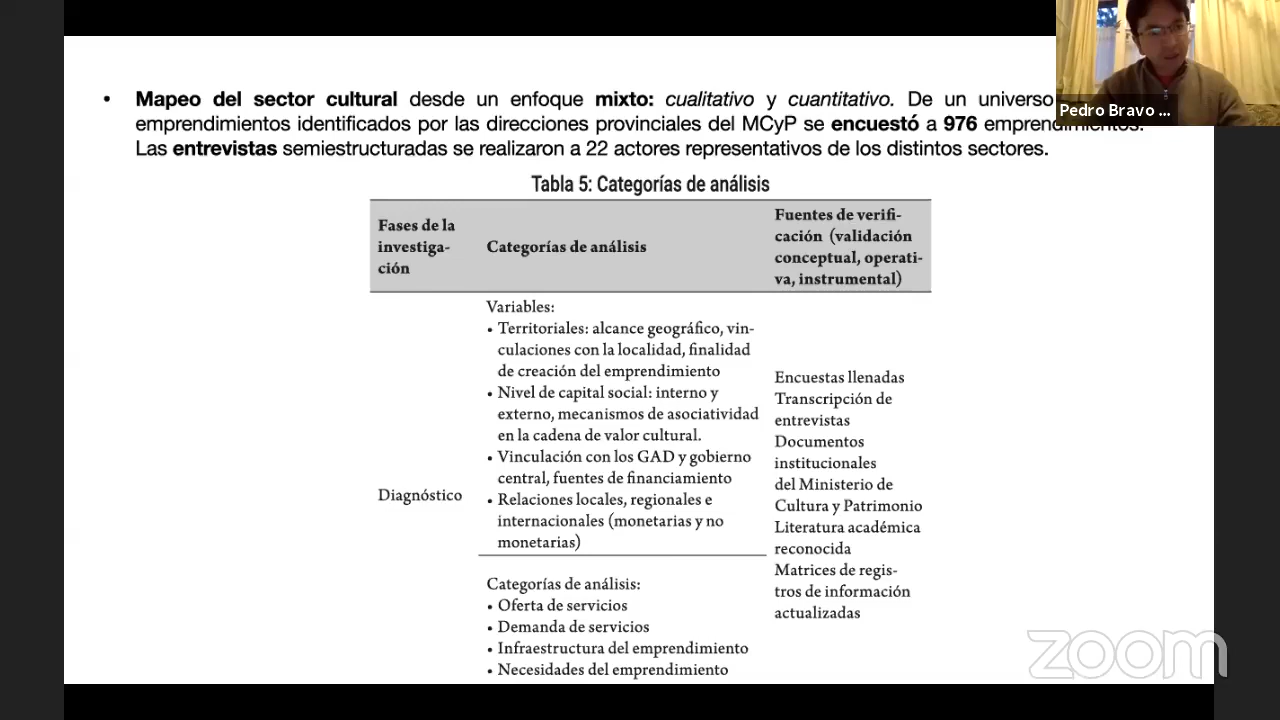 • Mapeo del sector cultural desde un enfoque mixto: cualitativo y cuantitativo. De un universo
emprendimientos identificados por las direcciones provinciales del MCyP se encuestó a 976 emprendimientos.
Las entrevistas semiestructuradas se realizaron a 22 actores representativos de los distintos sectores.
Pedro Bravo ...
Tabla 5: Categorías de análisis
Fases de la
investiga-
ción
Categorías de análisis
Fuentes de verifi-
cación (validación
conceptual, operati-
va, instrumental)
Diagnóstico
Variables:
• Territoriales: alcance geográfico, vin-
culaciones con la localidad, finalidad
de creación del emprendimiento
• Nivel de capital social: interno y
externo, mecanismos de asociatividad
en la cadena de valor cultural.
• Vinculación con los GAD y gobierno
central, fuentes de financiamiento
• Relaciones locales, regionales e
internacionales (monetarias y no
monetarias)
Categorías de análisis:
• Oferta de servicios
• Demanda de servicios
• Infraestructura del emprendimiento
• Necesidades del emprendimiento
Encuestas llenadas
Transcripción de
entrevistas
Documentos
institucionales
del Ministerio de
Cultura y Patrimonio
Literatura académica
reconocida
Matrices de regis-
tros de información
actualizadas
zoom